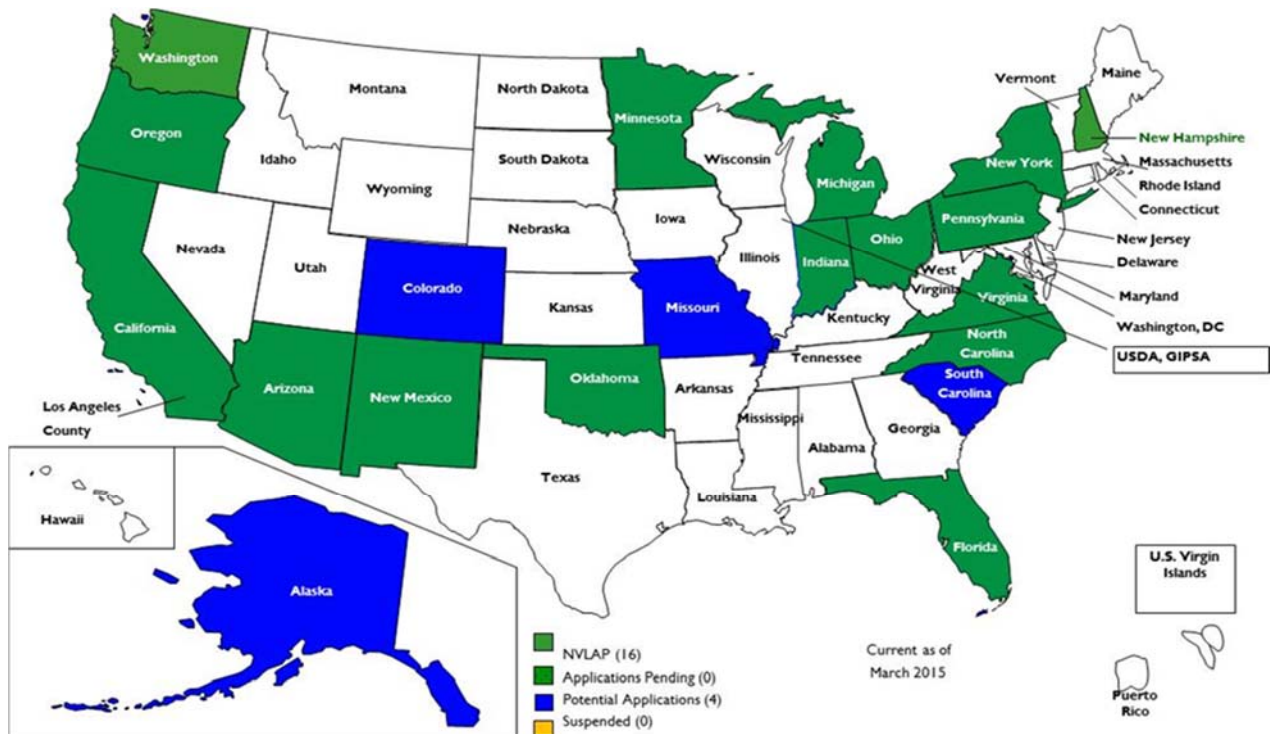 Washington
Montana
North Dakota
Minnesota
Vermont
Maine
Oregon
Idaho
South Dakota
Wisconsin
New Hampshire
Wyoming
Michigan
New York
Massachusetts
Rhode Island
Connecticut
Nevada
Utah
Nebraska
Iowa
Illinois
Indiana
Ohio
Pennsylvania
New Jersey
Delaware
Colorado
Kansas
Missouri
West
Virginia
Virginia
Maryland
Washington, DC
California
Kentucky
North
Carolina
Tennessee
USDA, GIPSA
Arizona
New Mexico
Oklahoma
Arkansas
South
Carolina
Los Angeles
County
Texas
Louisiana
Mississippi
Alabama
Georgia
Florida
Hawaii
Alaska
U.S. Virgin
Islands
Puerto
Rico
NVLAP (16)
Applications Pending (0)
Potential Applications (4)
Suspended (0)
Current as of
March 2015